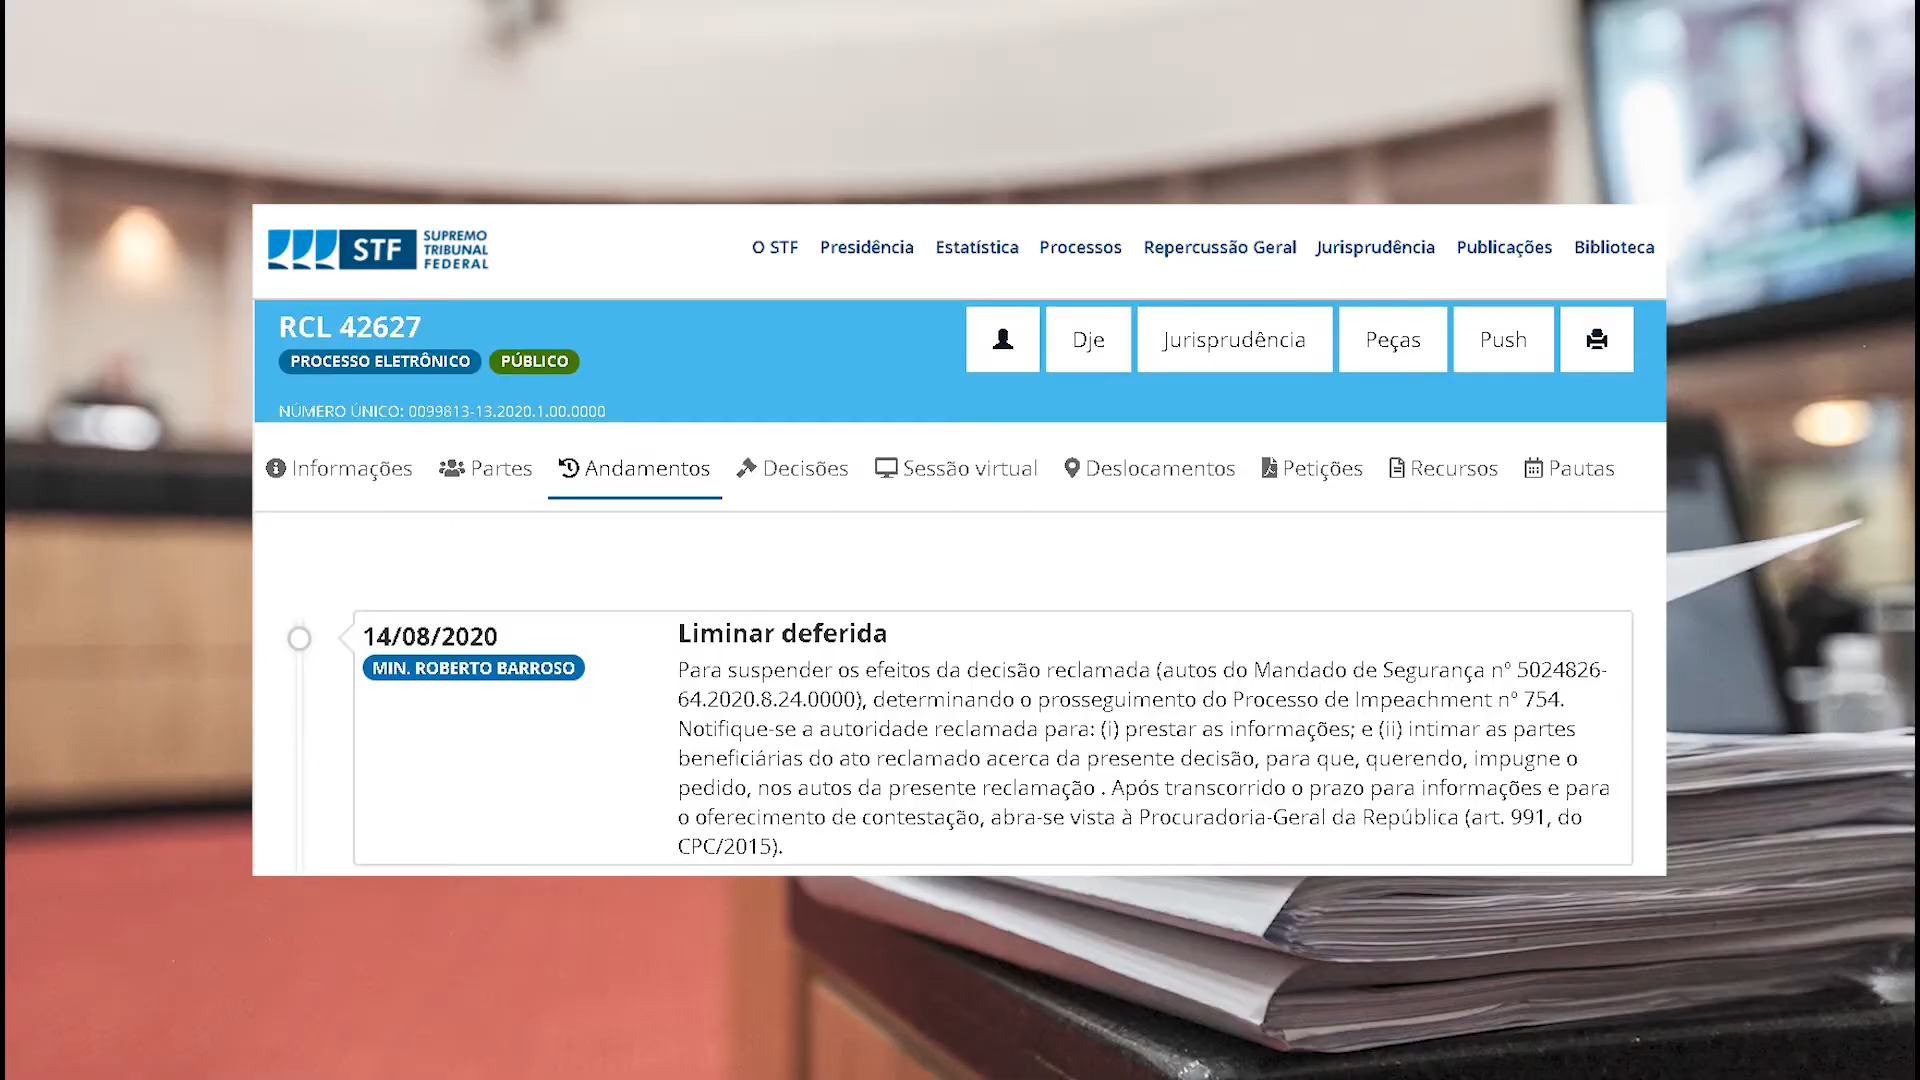 STF SUPREMO
TRIBUNAL
FEDERAL
O STF Presidência Estatística Processos Repercussão Geral Jurisprudência Publicações Biblioteca
RCL 42627
PROCESSO ELETRÔNICO PÚBLICO
NÚMERO ÚNICO: 0099813-13.2020.1.00.0000
Dje Jurisprudência Peças Push
Informações Partes Andamentos Decisões Sessão virtual Deslocamentos Petições Recursos Pautas
14/08/2020
MIN. ROBERTO BARROSO
Liminar deferida
Para suspender os efeitos da decisão reclamada (autos do Mandado de Segurança nº 5024826-
64.2020.8.24.0000), determinando o prosseguimento do Processo de Impeachment nº 754.
Notifique-se a autoridade reclamada para: (i) prestar as informações; e (ii) intimar as partes
beneficiárias do ato reclamado acerca da presente decisão, para que, querendo, impugne o
pedido, nos autos da presente reclamação . Após transcorrido o prazo para informações e para
o oferecimento de contestação, abra-se vista à Procuradoria-Geral da República (art. 991, do
CPC/2015).